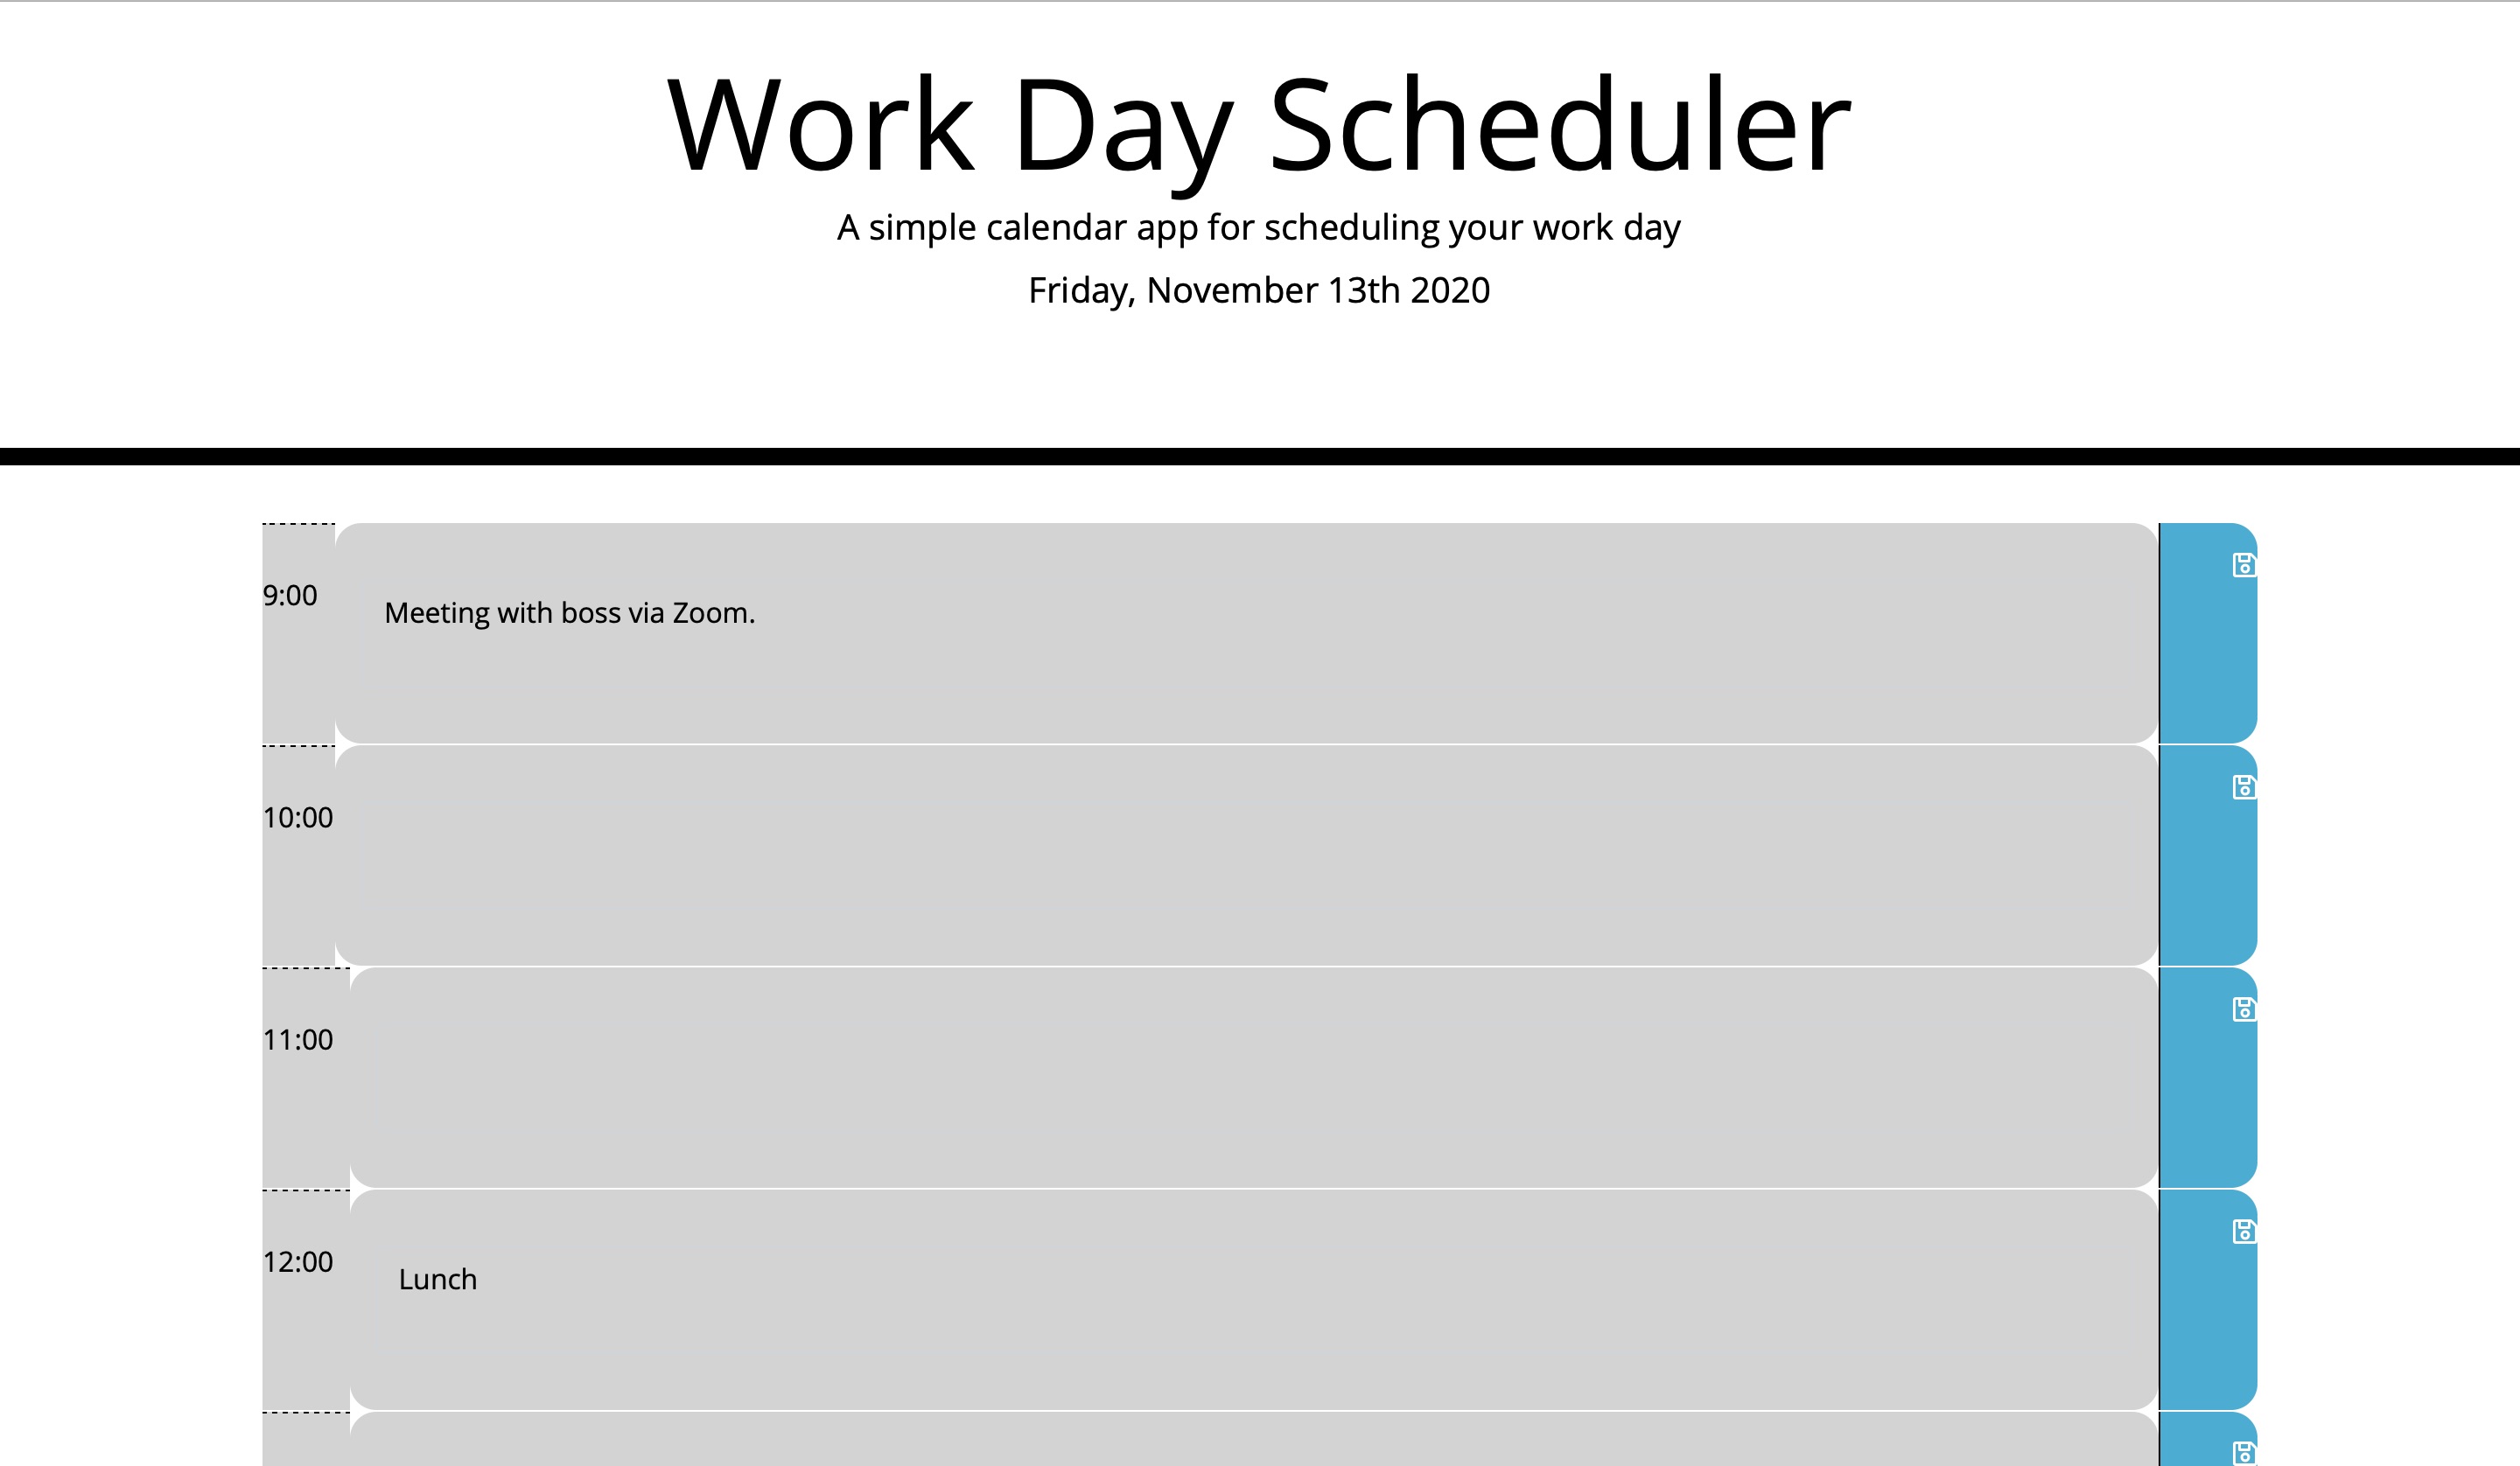 Work Day Scheduler
A simple calendar app for scheduling your work day
Friday, November 13th 2020
9:00
Meeting with boss via Zoom.
10:00
11:00
12:00
Lunch